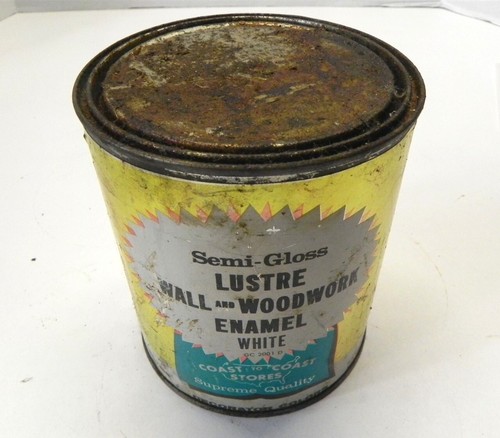 Semi-Gloss
LUSTRE
WALL AND WOODWORK
ENAMEL
WHITE
COAST TO COAST
STORES
Supreme Quality